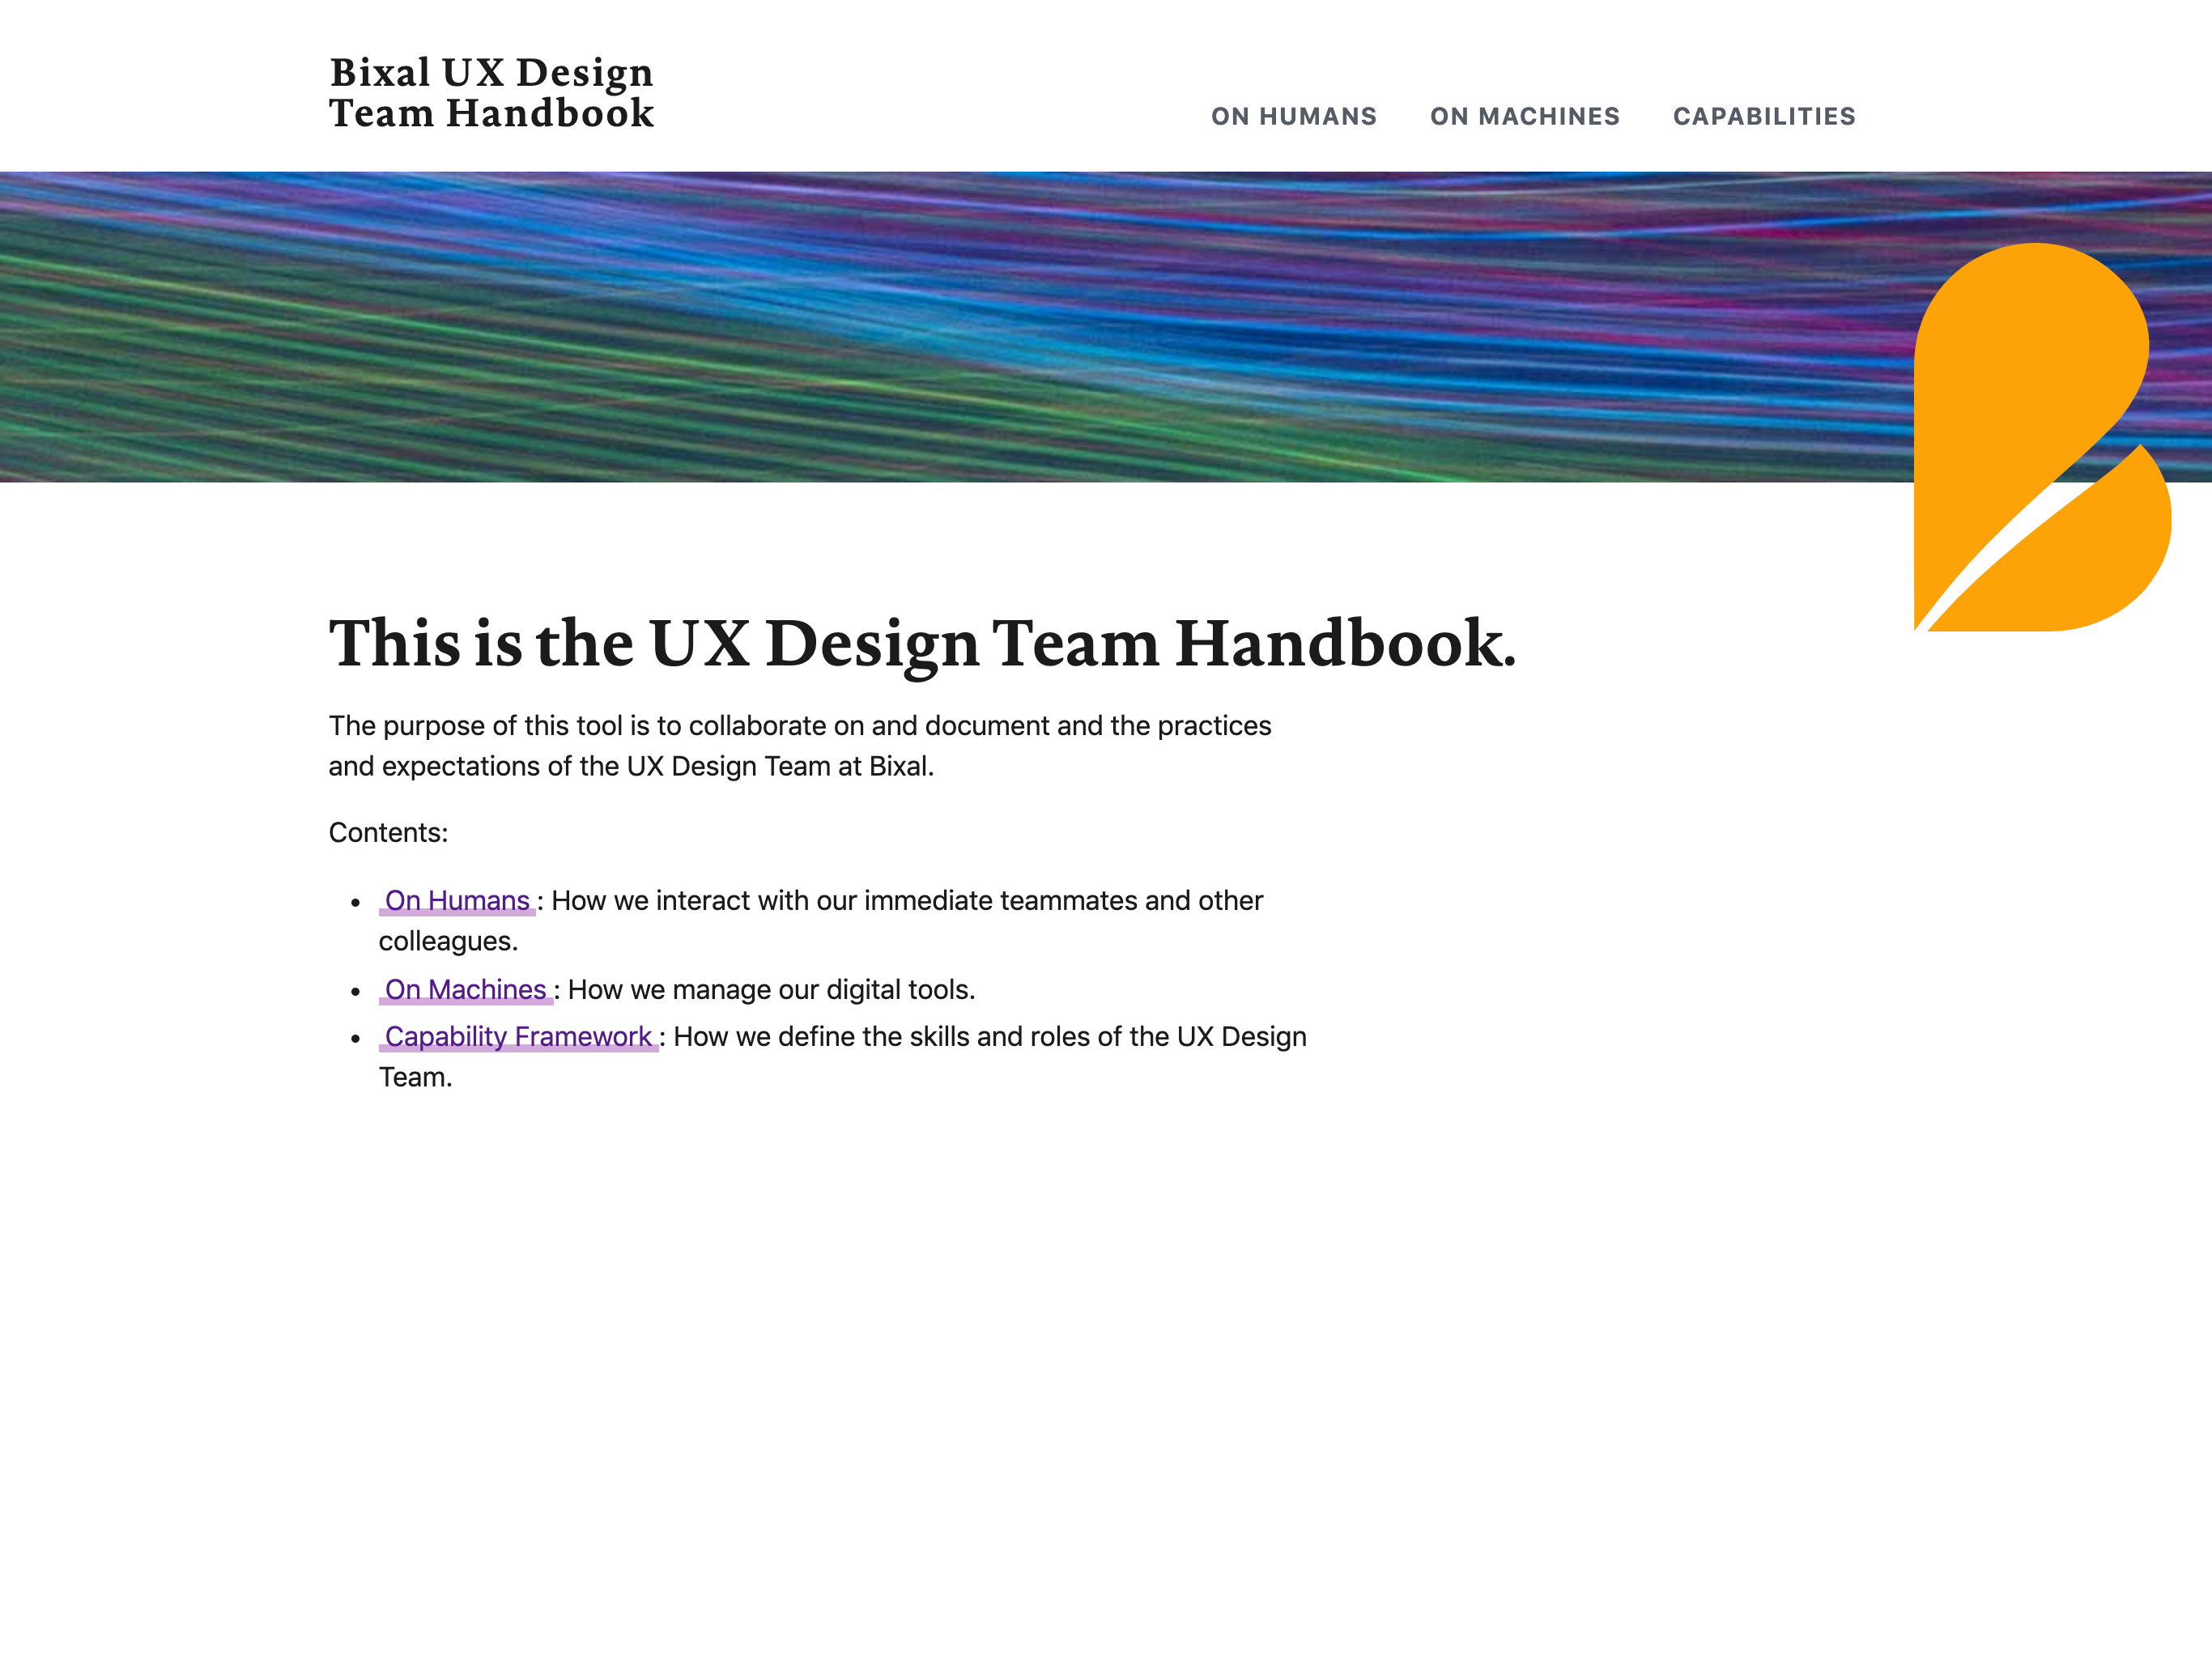 Bixal UX Design
Team Handbook
ON HUMANS ON MACHINES CAPABILITIES
This is the UX Design Team Handbook.
The purpose of this tool is to collaborate on and document and the practices
and expectations of the UX Design Team at Bixal.
Contents:
• On Humans : How we interact with our immediate teammates and other
colleagues.
• On Machines : How we manage our digital tools.
• Capability Framework : How we define the skills and roles of the UX Design
Team.